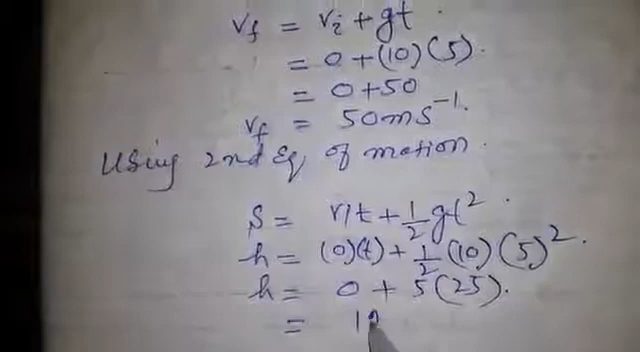 vf = vi + gt.
= 0 + (10) (5).
= 0 + 50
vf = 50ms⁻¹.
Using 2nd Eq of motion.
S = vit + 1/2 gt².
h = (0)(t) + 1/2 (10) (5)².
h = 0 + 5(25).
= 10